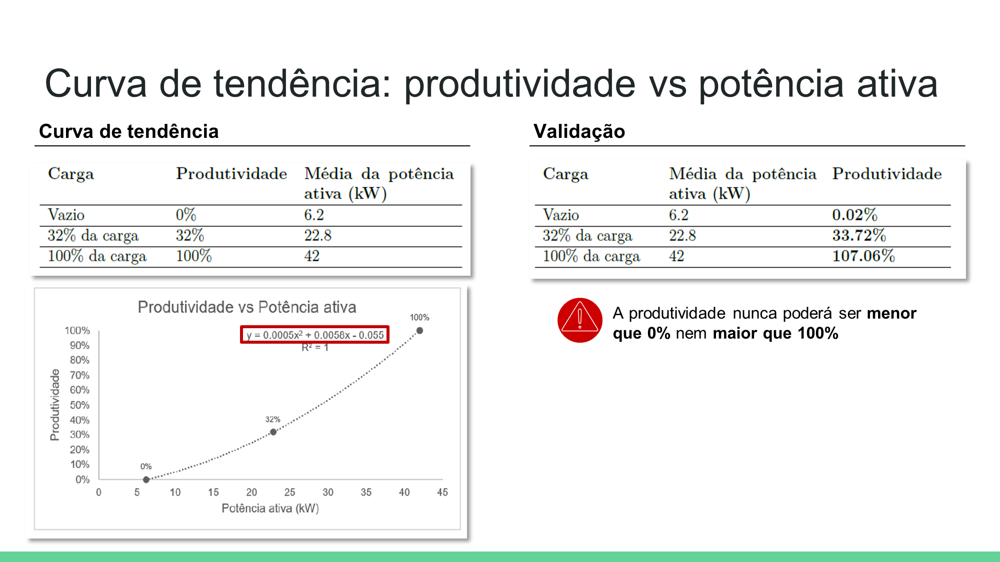 Curva de tendência: produtividade vs potência ativa
Curva de tendência
Carga Produtividade Média da potência
ativa (kW)
Vazio 0% 6.2
32% da carga 32% 22.8
100% da carga 100% 42
Produtividade vs Potência ativa
y = 0.0005x² + 0.0058x - 0.055
R² = 1
100%
32%
0%
Produtividade
100%
90%
80%
70%
60%
50%
40%
30%
20%
10%
0%
0 5 10 15 20 25 30 35 40 45
Potência ativa (kW)
Validação
Carga Média da potência Produtividade
ativa (kW)
Vazio 6.2 0.02%
32% da carga 22.8 33.72%
100% da carga 42 107.06%
A produtividade nunca poderá ser menor
que 0% nem maior que 100%